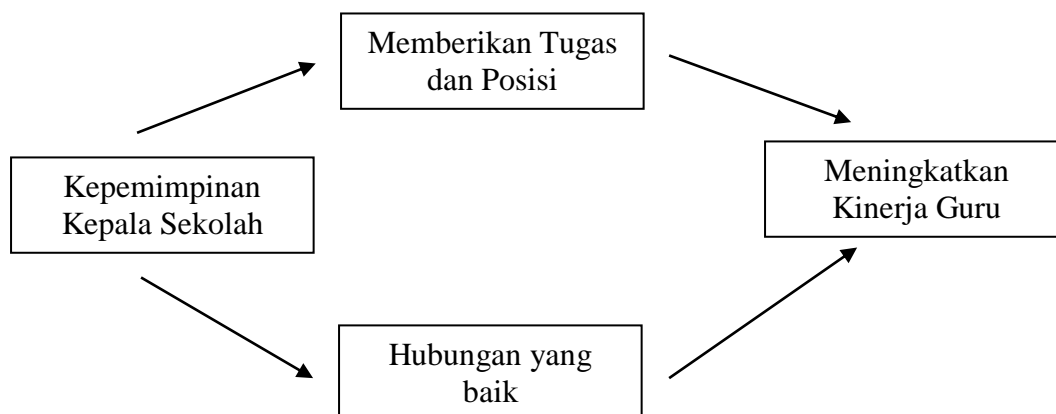 Memberikan Tugas
dan Posisi
Kepemimpinan
Kepala Sekolah
Meningkatkan
Kinerja Guru
Hubungan yang
baik